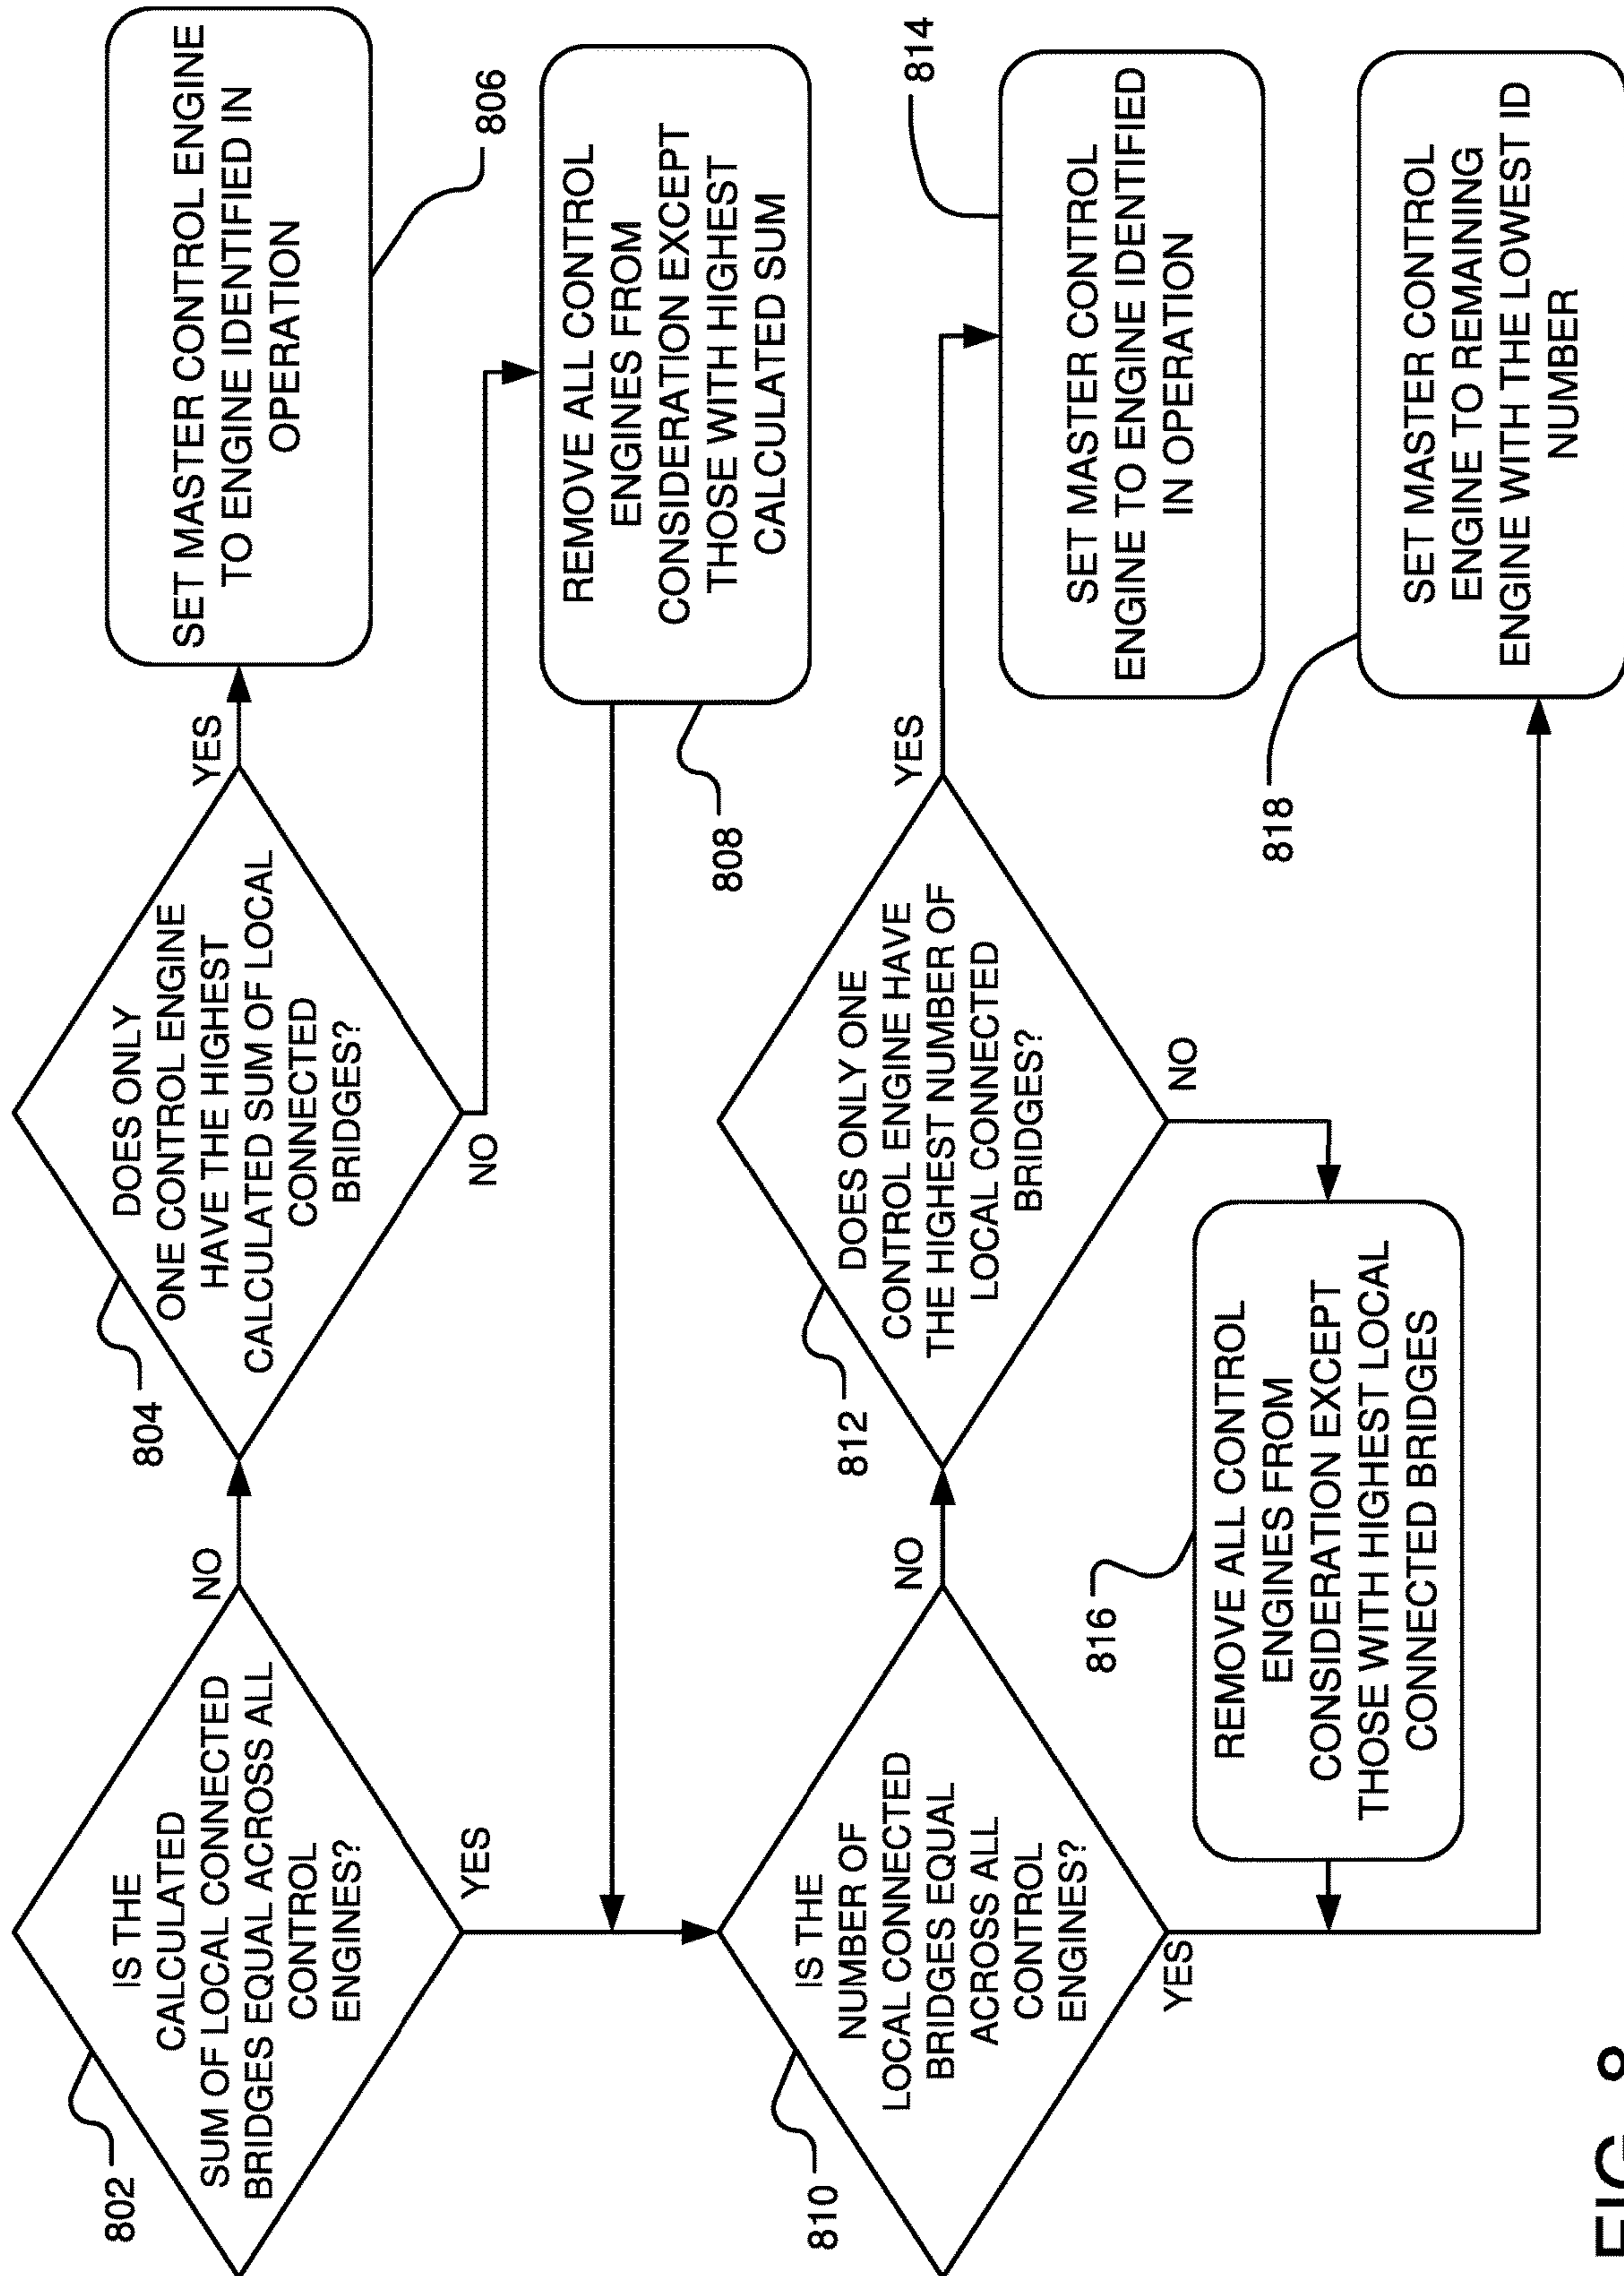 IS THE
CALCULATED
SUM OF LOCAL CONNECTED
BRIDGES EQUAL ACROSS ALL
CONTROL
ENGINES?
802
YES
NO
DOES ONLY
ONE CONTROL ENGINE
HAVE THE HIGHEST
CALCULATED SUM OF LOCAL
CONNECTED
BRIDGES?
804
YES
NO
SET MASTER CONTROL ENGINE
TO ENGINE IDENTIFIED IN
OPERATION
806
REMOVE ALL CONTROL
ENGINES FROM
CONSIDERATION EXCEPT
THOSE WITH HIGHEST
CALCULATED SUM
808
IS THE
NUMBER OF
LOCAL CONNECTED
BRIDGES EQUAL
ACROSS ALL
CONTROL
ENGINES?
810
YES
NO
DOES ONLY ONE
CONTROL ENGINE HAVE
THE HIGHEST NUMBER OF
LOCAL CONNECTED
BRIDGES?
812
YES
NO
SET MASTER CONTROL
ENGINE TO ENGINE IDENTIFIED
IN OPERATION
814
REMOVE ALL CONTROL
ENGINES FROM
CONSIDERATION EXCEPT
THOSE WITH HIGHEST LOCAL
CONNECTED BRIDGES
816
SET MASTER CONTROL
ENGINE TO REMAINING
ENGINE WITH THE LOWEST ID
NUMBER
818
FIG. 8